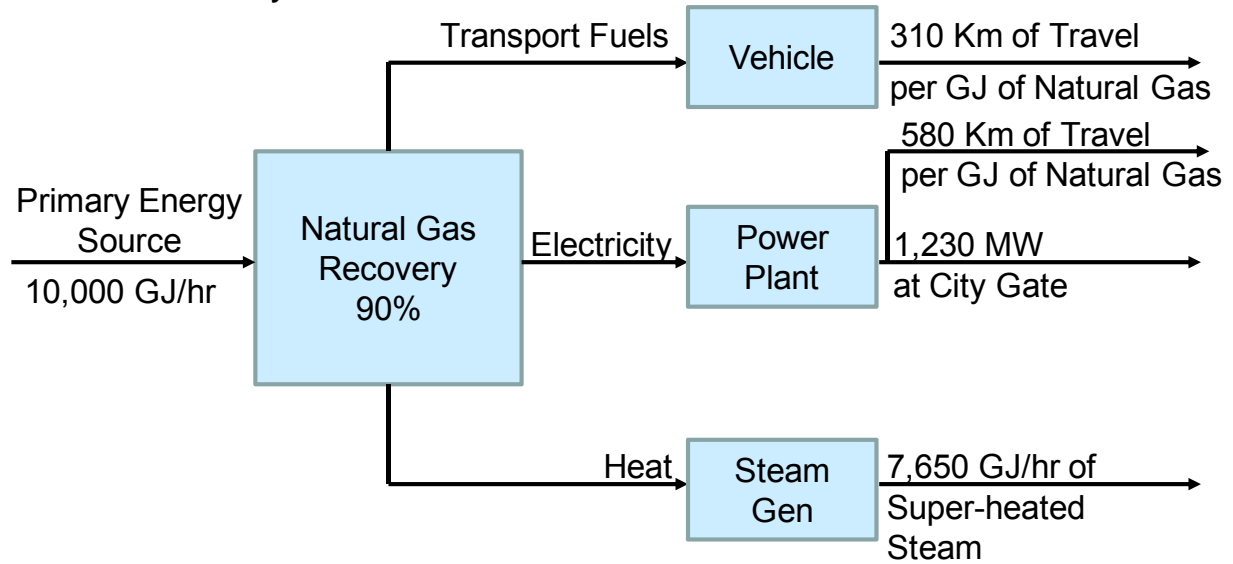 Transport Fuels
Vehicle
310 Km of Travel
per GJ of Natural Gas
580 Km of Travel
per GJ of Natural Gas
Primary Energy
Source
10,000 GJ/hr
Natural Gas
Recovery
90%
Electricity
Power
Plant
1,230 MW
at City Gate
Heat
Steam
Gen
7,650 GJ/hr of
Super-heated
Steam